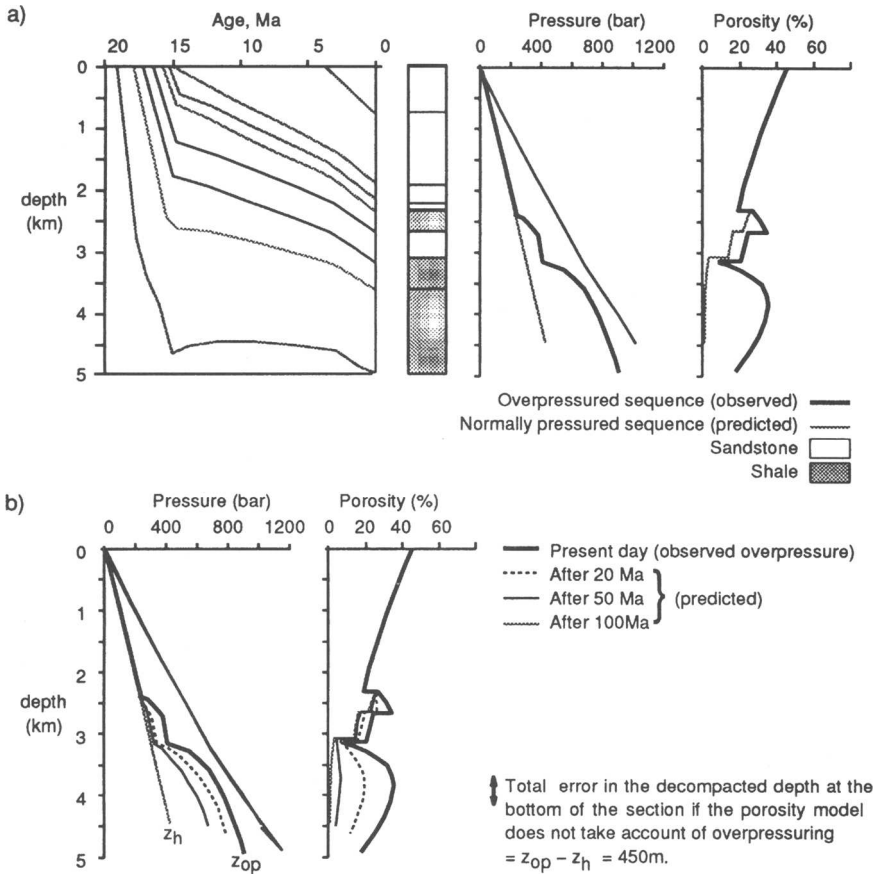 a)
Age, Ma
20 15 10 5 0
Pressure (bar)
0 400 800 1200
Porosity (%)
0 20 40 60
0
1
2
3
4
5
depth
(km)
Overpressured sequence (observed)
Normally pressured sequence (predicted)
Sandstone
Shale
b)
Pressure (bar)
0 400 800 1200
Porosity (%)
0 20 40 60 80
0
1
2
3
4
5
depth
(km)
zh
zop
Present day (observed overpressure)
After 20 Ma
After 50 Ma
After 100Ma
(predicted)
Total error in the decompacted depth at the
bottom of the section if the porosity model
does not take account of overpressuring
= zop – zh = 450m.